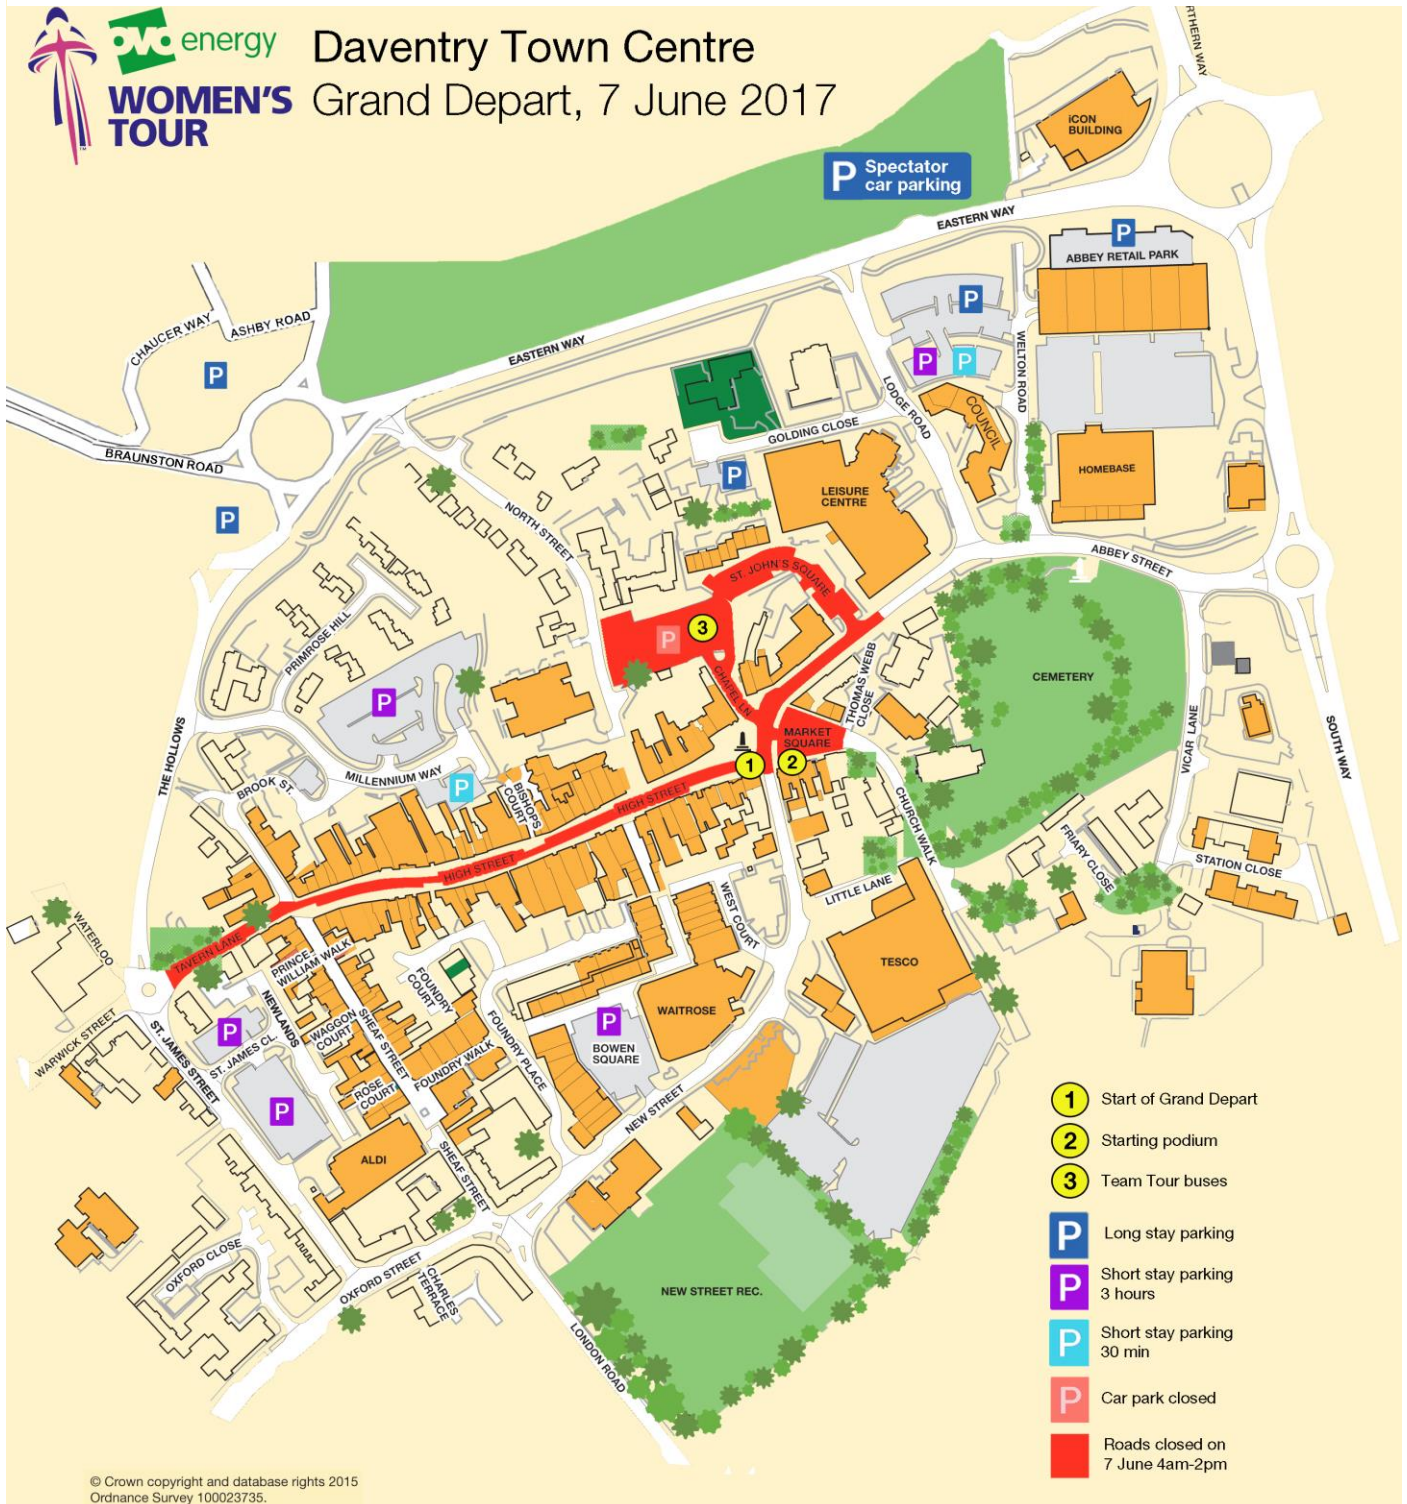 ovo energy
WOMEN'S
TOUR
™
Daventry Town Centre
Grand Depart, 7 June 2017
P Spectator
car parking
iCON
BUILDING
RTHERN WAY
EASTERN WAY
P
ABBEY RETAIL PARK
CHAUCER WAY
ASHBY ROAD
P
EASTERN WAY
P
P
P
WELTON ROAD
LODGE ROAD
COUNCIL
GOLDING CLOSE
BRAUNSTON ROAD
P
P
LEISURE
CENTRE
HOMEBASE
NORTH STREET
ABBEY STREET
ST. JOHN'S SQUARE
PRIMROSE HILL
P
3
P
CHAPEL LN
THOMAS WEBB
CLOSE
CEMETERY
MARKET
SQUARE
THE HOLLOWS
VICAR LANE
SOUTH WAY
1
2
BROOK ST.
MILLENNIUM WAY
P
BISHOPS
COURT
HIGH STREET
HIGH STREET
CHURCH WALK
FRIARY CLOSE
STATION CLOSE
LITTLE LANE
WEST COURT
WATERLOO
TAVERN LANE
PRINCE
WILLIAM WALK
NEWLANDS
FOUNDRY
COURT
TESCO
WAITROSE
P
BOWEN
SQUARE
WARWICK STREET
ST. JAMES STREET
P
ST. JAMES CL.
WAGGON
COURT
SHEAF STREET
FOUNDRY WALK
FOUNDRY PLACE
ROSE
COURT
NEW STREET
P
ALDI
SHEAF STREET
OXFORD CLOSE
OXFORD STREET
CHARLES
TERRACE
NEW STREET REC.
LONDON ROAD
1 Start of Grand Depart
2 Starting podium
3 Team Tour buses
P Long stay parking
P Short stay parking
3 hours
P Short stay parking
30 min
P Car park closed
Roads closed on
7 June 4am-2pm
© Crown copyright and database rights 2015
Ordnance Survey 100023735.